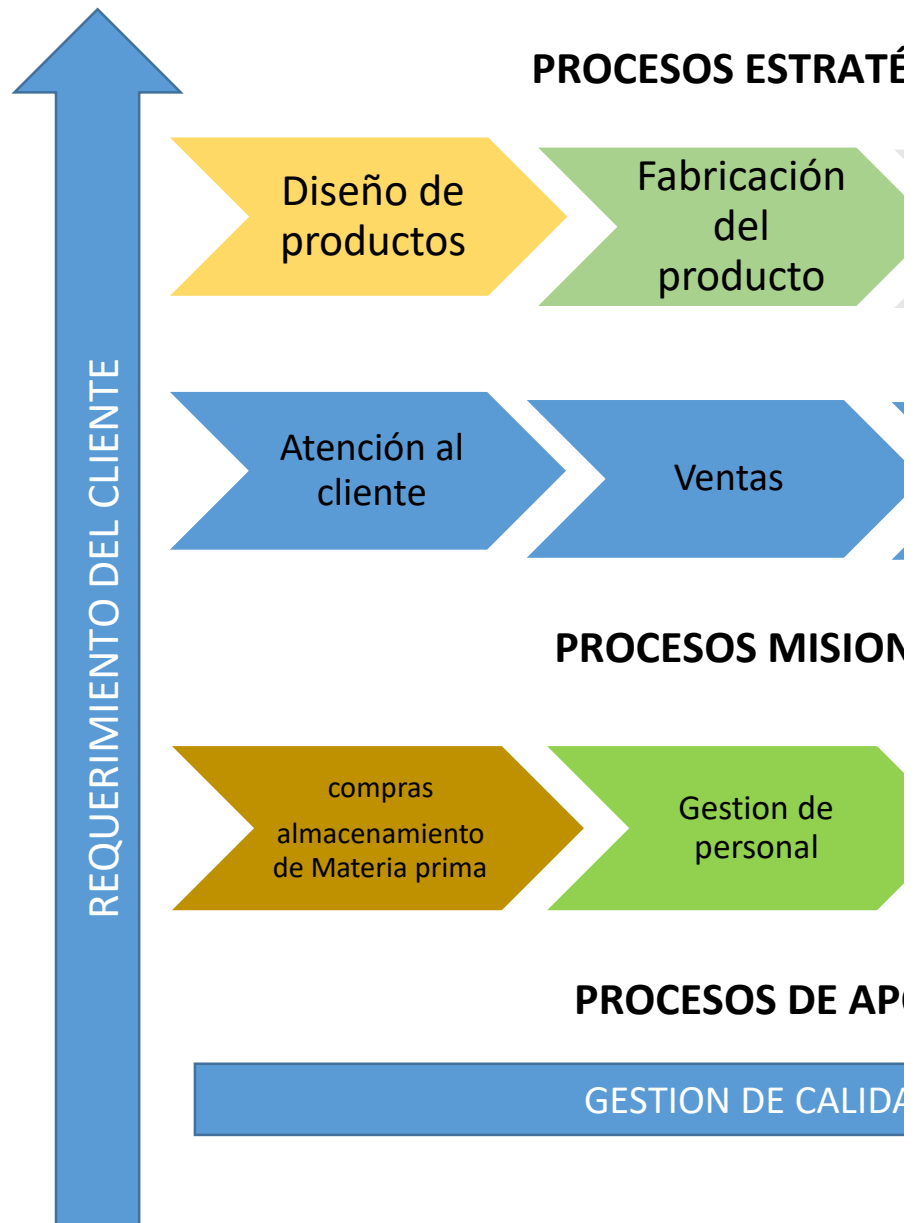 PROCESOS ESTRATÉ
Diseño de
productos
Fabricación
del
producto
REQUERIMIENTO DEL CLIENTE
Atención al
cliente
Ventas
PROCESOS MISION
compras
almacenamiento
de Materia prima
Gestion de
personal
PROCESOS DE APO
GESTION DE CALIDA